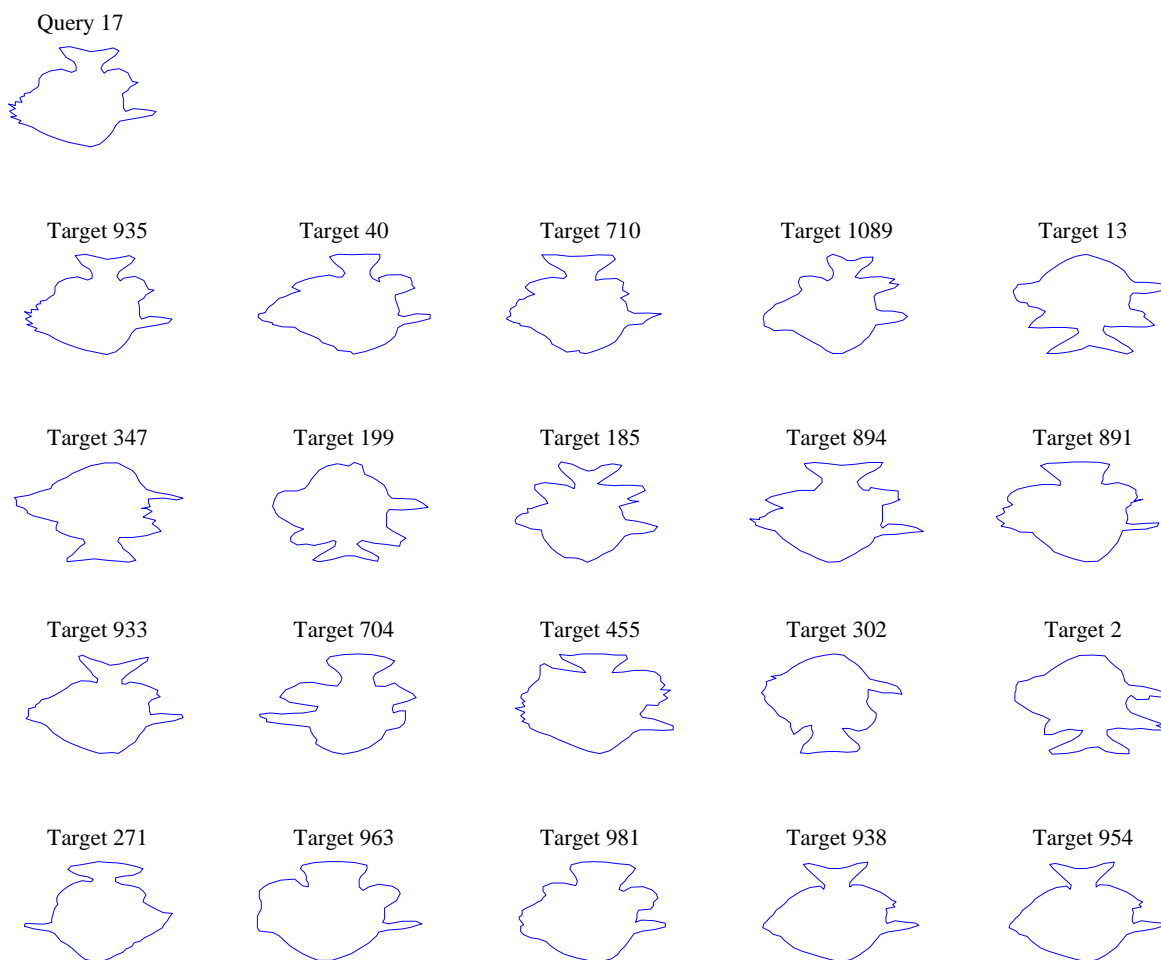 Query 17
Target 935 Target 40 Target 710 Target 1089 Target 13
Target 347 Target 199 Target 185 Target 894 Target 891
Target 933 Target 704 Target 455 Target 302 Target 2
Target 271 Target 963 Target 981 Target 938 Target 954